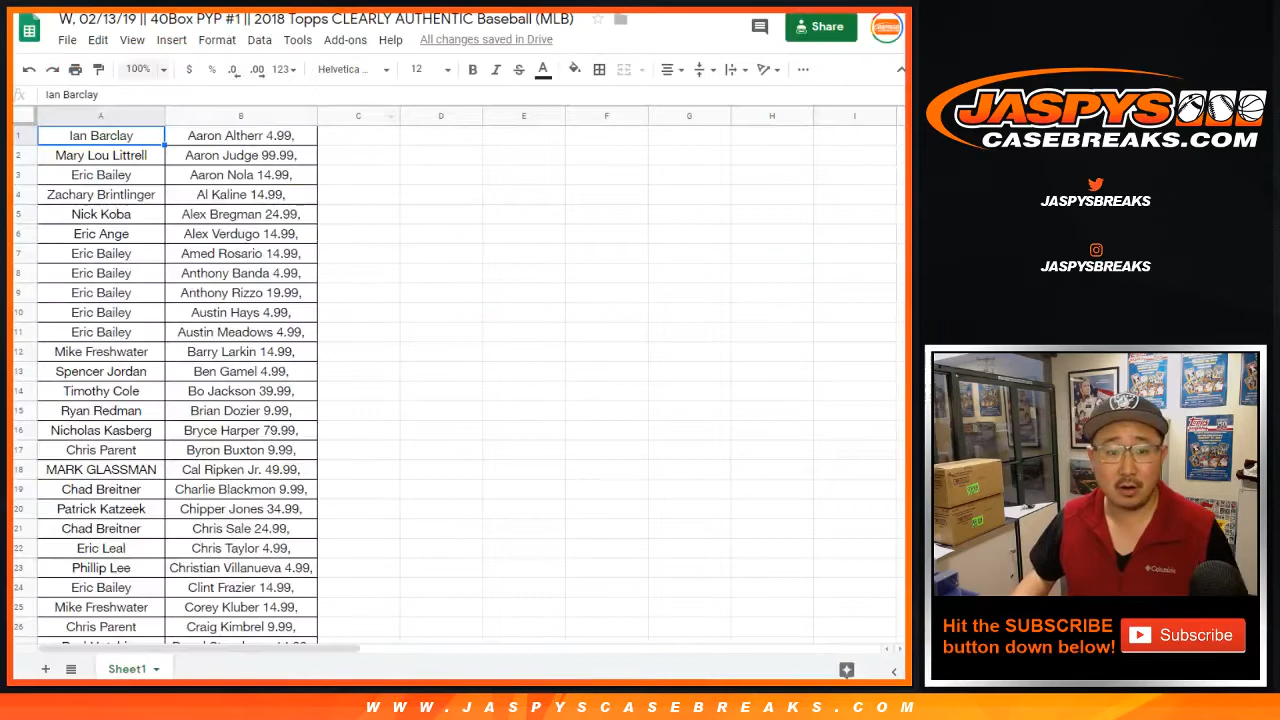 W, 02/13/19 || 40Box PYP #1 || 2018 Topps CLEARLY AUTHENTIC Baseball (MLB)
File Edit View Insert Format Data Tools Add-ons Help All changes saved in Drive
Share
100% $ % .0 .00 123 Helvetica ... 12 B I S A
fx Ian Barclay
A B C D E F G H I
1 Ian Barclay Aaron Altherr 4.99,
2 Mary Lou Littrell Aaron Judge 99.99,
3 Eric Bailey Aaron Nola 14.99,
4 Zachary Brintlinger Al Kaline 14.99,
5 Nick Koba Alex Bregman 24.99,
6 Eric Ange Alex Verdugo 14.99,
7 Eric Bailey Amed Rosario 14.99,
8 Eric Bailey Anthony Banda 4.99,
9 Eric Bailey Anthony Rizzo 19.99,
10 Eric Bailey Austin Hays 4.99,
11 Eric Bailey Austin Meadows 4.99,
12 Mike Freshwater Barry Larkin 14.99,
13 Spencer Jordan Ben Gamel 4.99,
14 Timothy Cole Bo Jackson 39.99,
15 Ryan Redman Brian Dozier 9.99,
16 Nicholas Kasberg Bryce Harper 79.99,
17 Chris Parent Byron Buxton 9.99,
18 MARK GLASSMAN Cal Ripken Jr. 49.99,
19 Chad Breitner Charlie Blackmon 9.99,
20 Patrick Katzeek Chipper Jones 34.99,
21 Chad Breitner Chris Sale 24.99,
22 Eric Leal Chris Taylor 4.99,
23 Phillip Lee Christian Villanueva 4.99,
24 Eric Bailey Clint Frazier 14.99,
25 Mike Freshwater Corey Kluber 14.99,
26 Chris Parent Craig Kimbrel 9.99,
Sheet1
JASPYS
CASEBREAKS.COM
JASPYSBREAKS
JASPYSBREAKS
Columbia
Hit the SUBSCRIBE
button down below!
Subscribe
WWW.JASPYSCASEBREAKS.COM